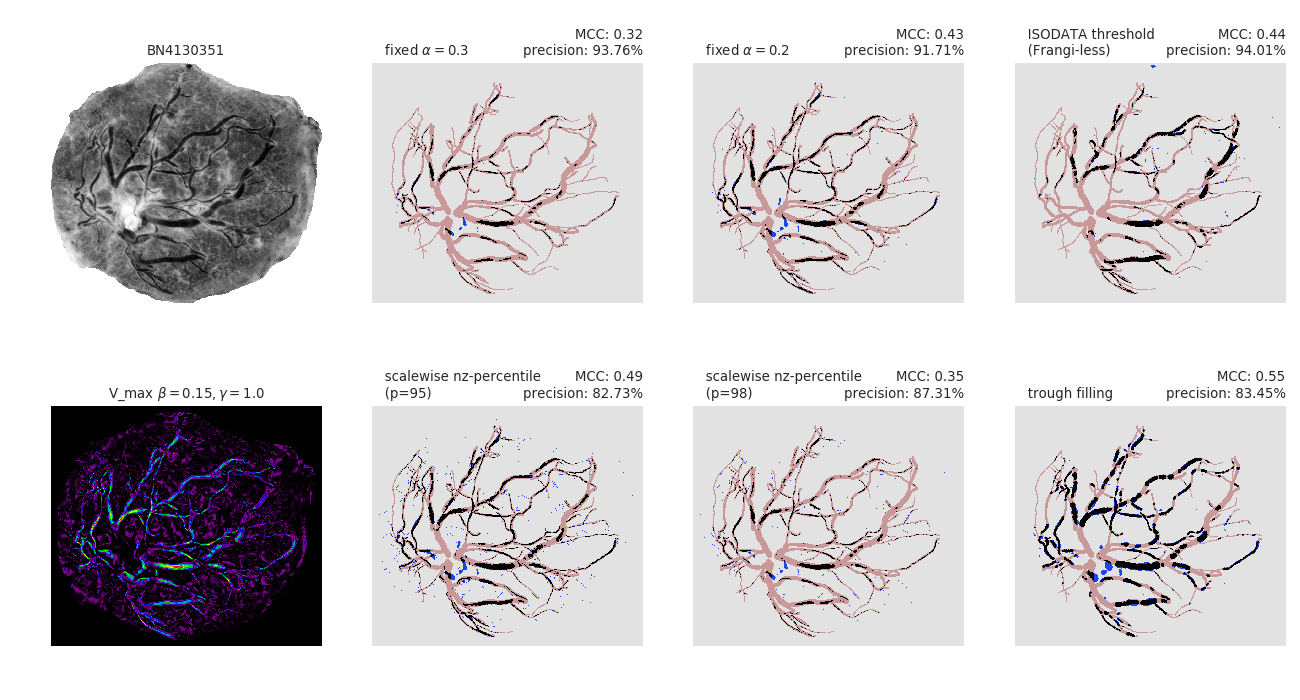 BN4130351
fixed α = 0.3
MCC: 0.32
precision: 93.76%
fixed α = 0.2
MCC: 0.43
precision: 91.71%
ISODATA threshold
(Frangi-less)
MCC: 0.44
precision: 94.01%
V_max β = 0.15, γ = 1.0
scalewise nz-percentile
(p=95)
MCC: 0.49
precision: 82.73%
scalewise nz-percentile
(p=98)
MCC: 0.35
precision: 87.31%
trough filling
MCC: 0.55
precision: 83.45%